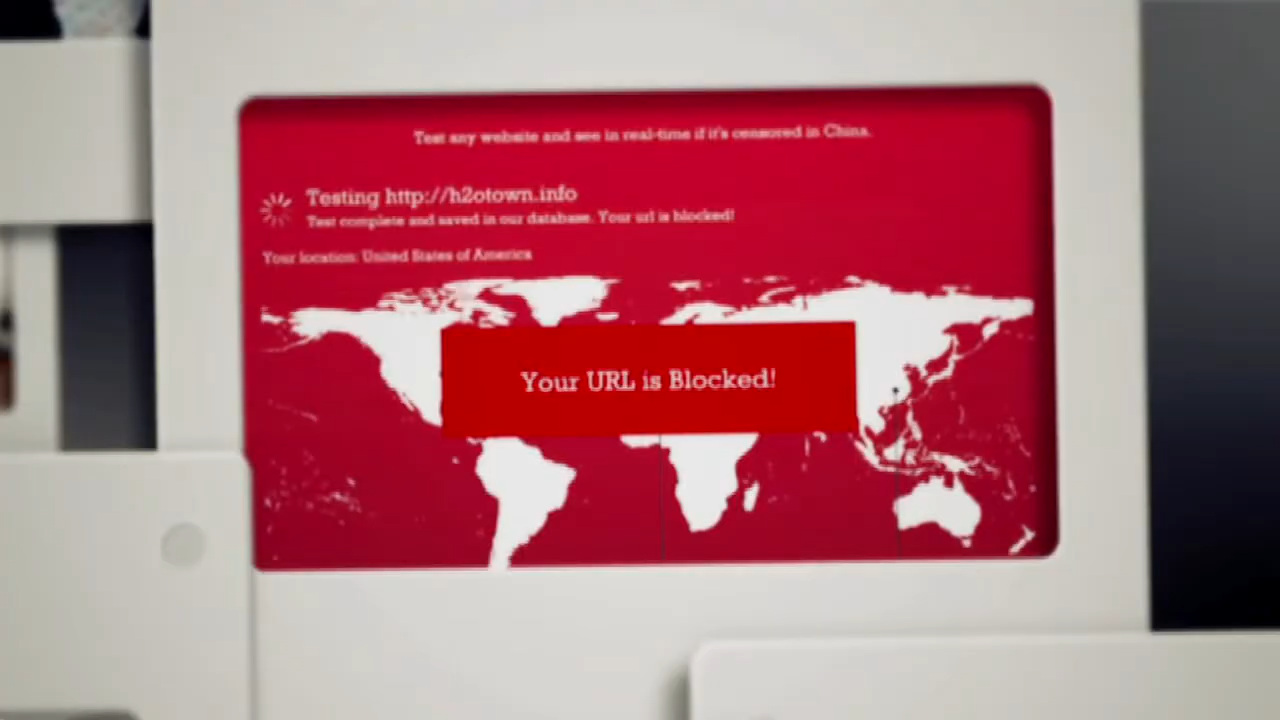 Test any website and see in real-time if it's censored in China.
Testing http://h2otown.info
Test complete and saved in our database. Your url is blocked!
Your location: United States of America
Your URL is Blocked!